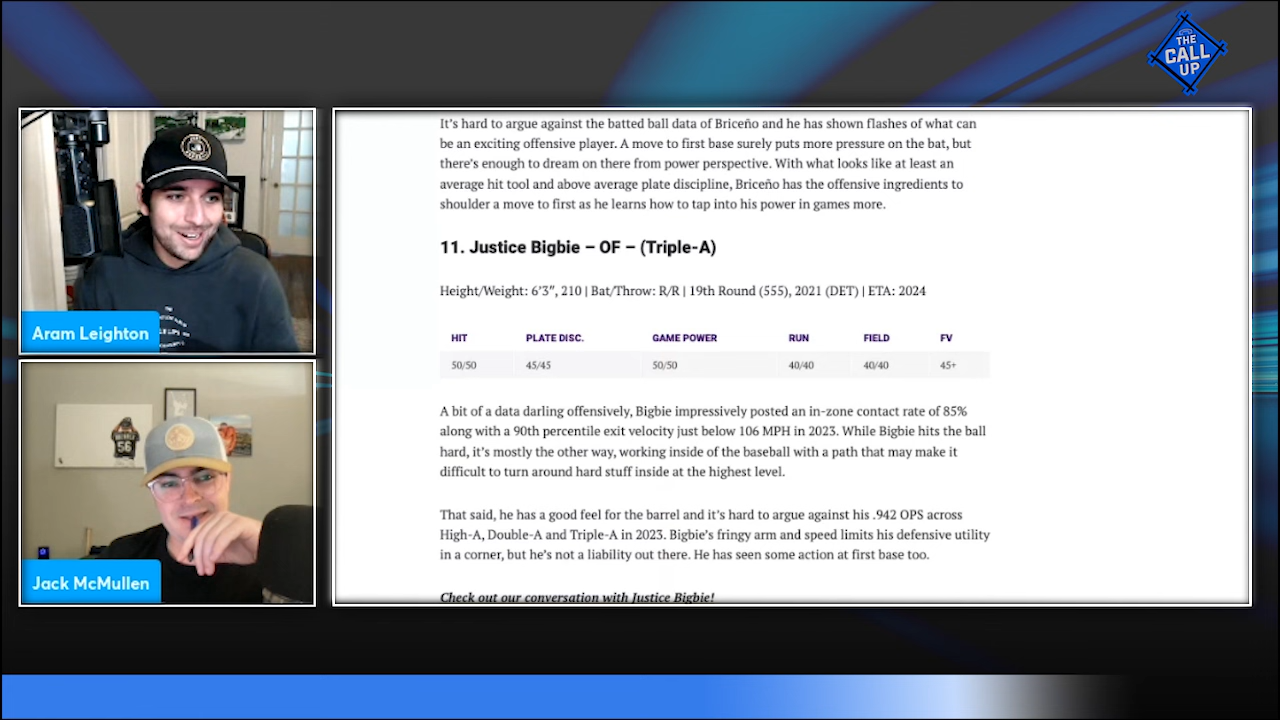 THE
CALL
UP
It's hard to argue against the batted ball data of Briceño and he has shown flashes of what can
be an exciting offensive player. A move to first base surely puts more pressure on the bat, but
there's enough to dream on there from power perspective. With what looks like at least an
average hit tool and above average plate discipline, Briceño has the offensive ingredients to
shoulder a move to first as he learns how to tap into his power in games more.
11. Justice Bigbie – OF – (Triple-A)
Height/Weight: 6'3", 210 | Bat/Throw: R/R | 19th Round (555), 2021 (DET) | ETA: 2024
HIT PLATE DISC. GAME POWER RUN FIELD FV
50/50 45/45 50/50 40/40 40/40 45+
A bit of a data darling offensively, Bigbie impressively posted an in-zone contact rate of 85%
along with a 90th percentile exit velocity just below 106 MPH in 2023. While Bigbie hits the ball
hard, it's mostly the other way, working inside of the baseball with a path that may make it
difficult to turn around hard stuff inside at the highest level.
That said, he has a good feel for the barrel and it's hard to argue against his .942 OPS across
High-A, Double-A and Triple-A in 2023. Bigbie's fringy arm and speed limits his defensive utility
in a corner, but he's not a liability out there. He has seen some action at first base too.
Check out our conversation with Justice Bigbie!
Aram Leighton
56
Jack McMullen